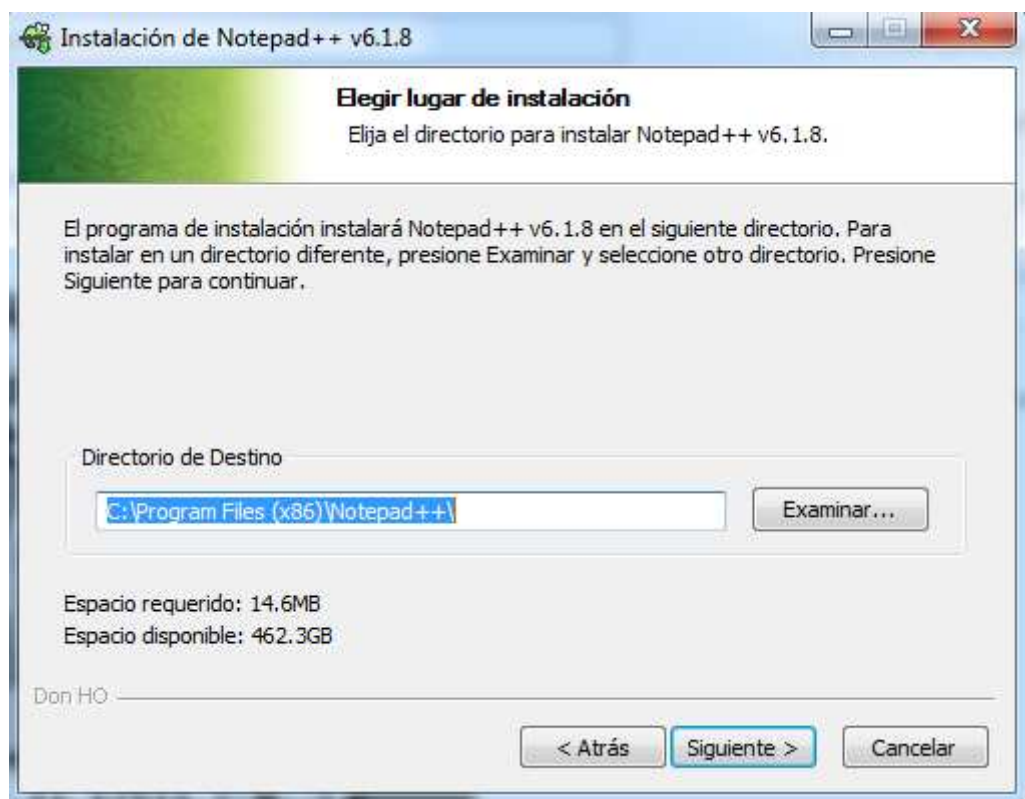 Instalación de Notepad++ v6.1.8
Elegir lugar de instalación
Elija el directorio para instalar Notepad++ v6.1.8.
El programa de instalación instalará Notepad++ v6.1.8 en el siguiente directorio. Para
instalar en un directorio diferente, presione Examinar y seleccione otro directorio. Presione
Siguiente para continuar.
Directorio de Destino
C:\Program Files (x86)\Notepad++\
Examinar...
Espacio requerido: 14.6MB
Espacio disponible: 462.3GB
Don HO
< Atrás
Siguiente >
Cancelar